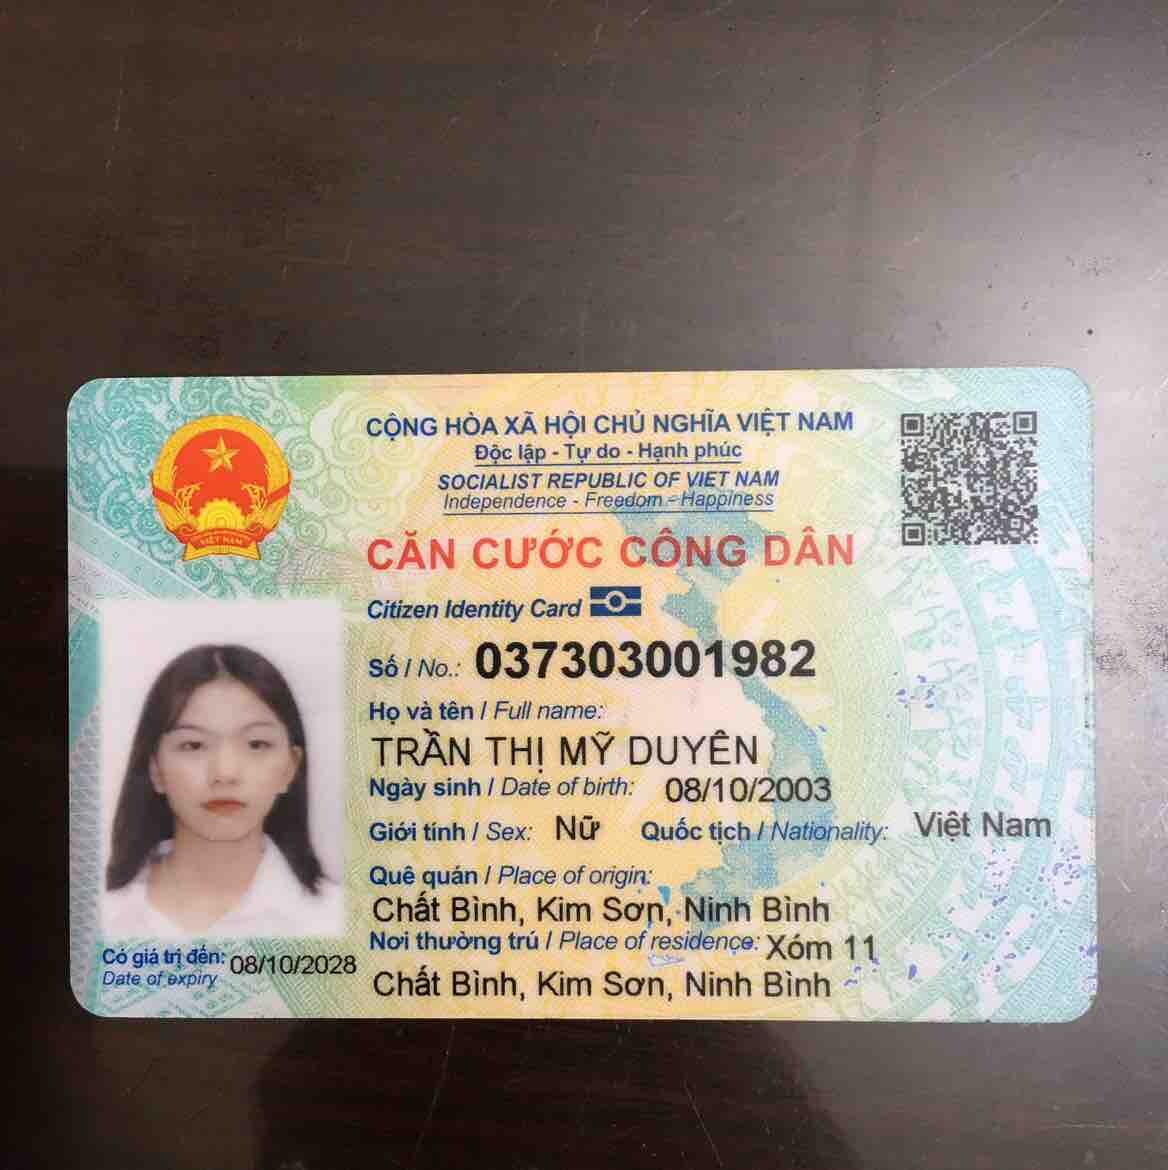 CỘNG HÒA XÃ HỘI CHỦ NGHĨA VIỆT NAM
Độc lập - Tự do - Hạnh phúc
SOCIALIST REPUBLIC OF VIET NAM
Independence - Freedom - Happiness
VIỆT NAM
CĂN CƯỚC CÔNG DÂN
Citizen Identity Card
Số / No.: 037303001982
Họ và tên / Full name:
TRẦN THỊ MỸ DUYÊN
Ngày sinh / Date of birth: 08/10/2003
Giới tính / Sex: Nữ Quốc tịch / Nationality: Việt Nam
Quê quán / Place of origin:
Chất Bình, Kim Sơn, Ninh Bình
Nơi thường trú / Place of residence: Xóm 11
Chất Bình, Kim Sơn, Ninh Bình
Có giá trị đến: 08/10/2028
Date of expiry